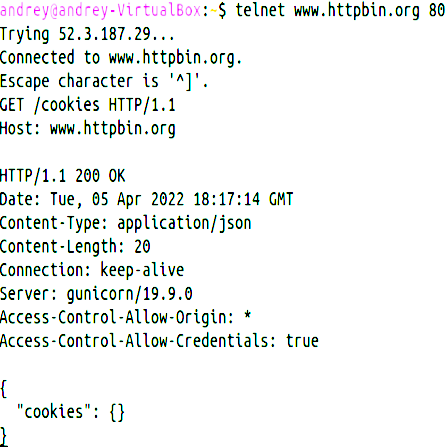 andrey@andrey-VirtualBox:~$ telnet www.httpbin.org 80
Trying 52.3.187.29...
Connected to www.httpbin.org.
Escape character is '^]'.
GET /cookies HTTP/1.1
Host: www.httpbin.org

HTTP/1.1 200 OK
Date: Tue, 05 Apr 2022 18:17:14 GMT
Content-Type: application/json
Content-Length: 20
Connection: keep-alive
Server: gunicorn/19.9.0
Access-Control-Allow-Origin: *
Access-Control-Allow-Credentials: true

{
  "cookies": {}
}